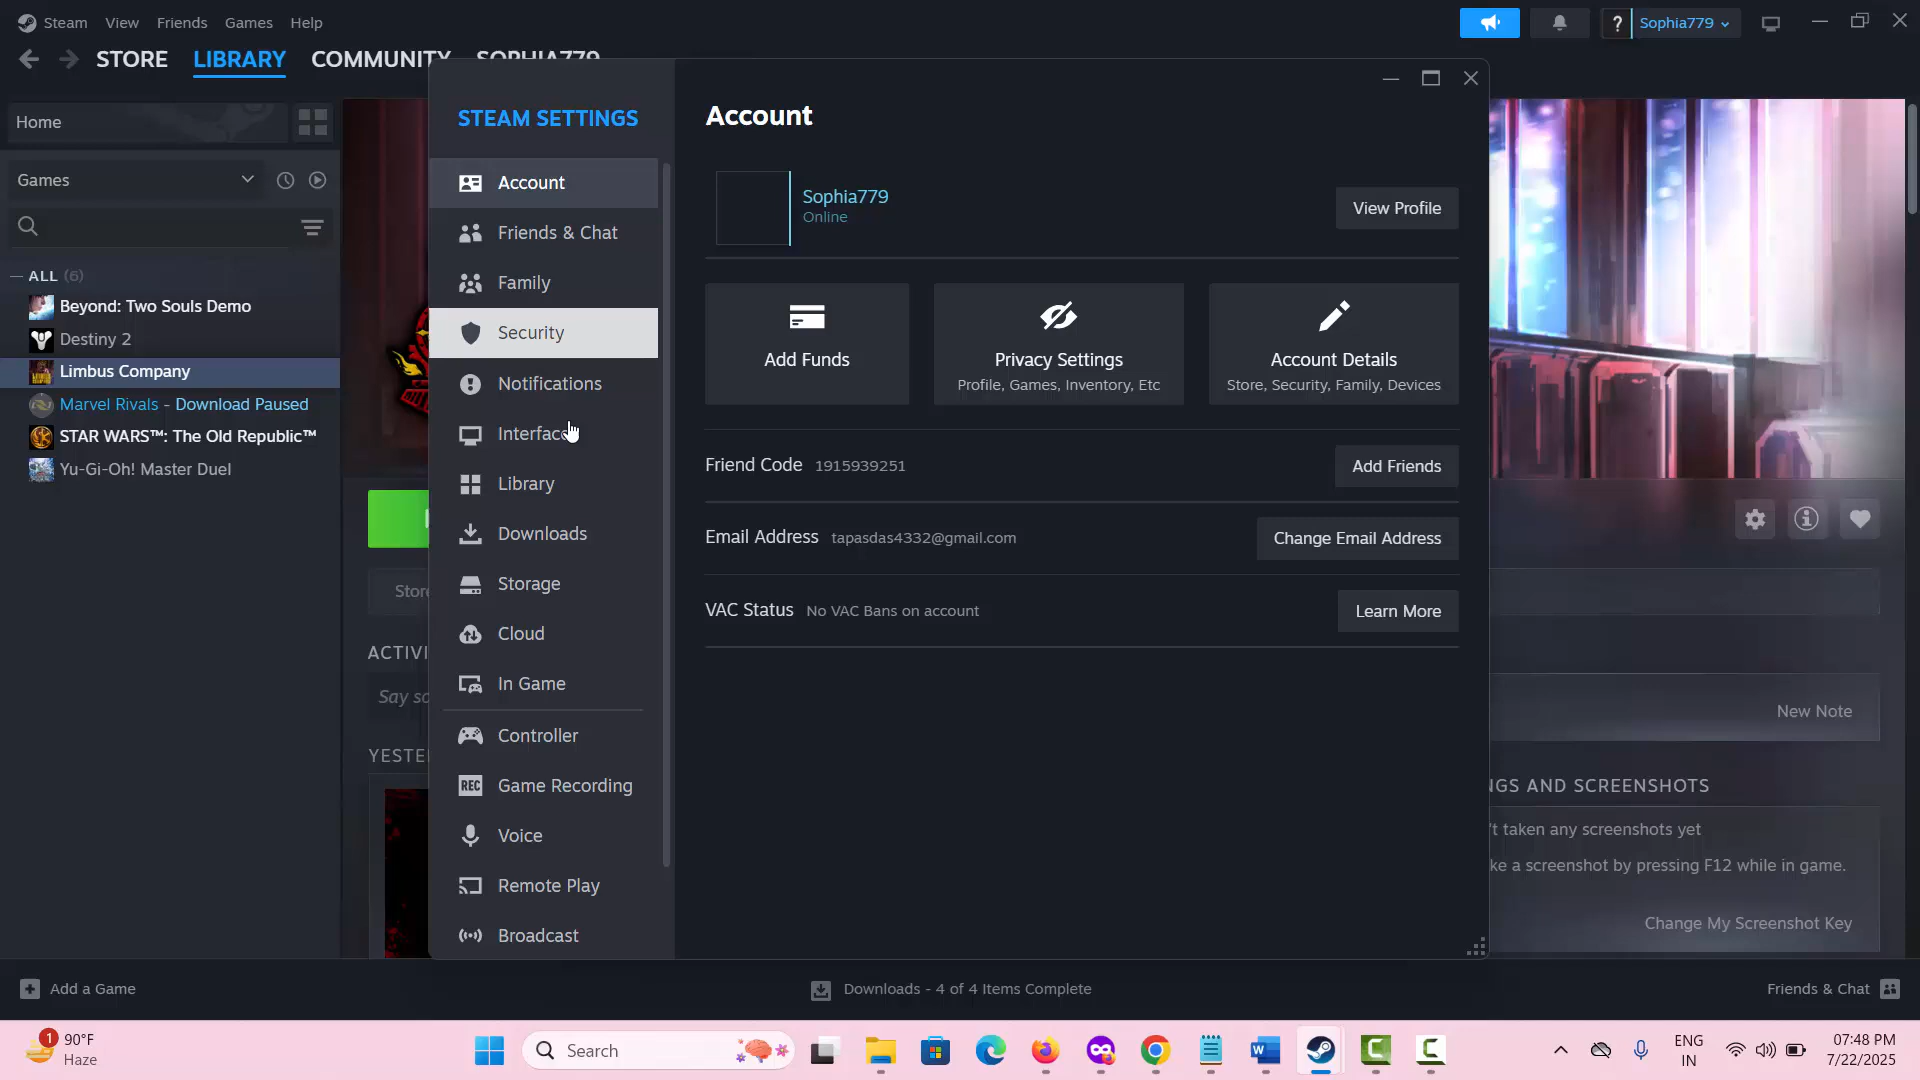 Steam View Friends Games Help
? Sophia779
STORE LIBRARY COMMUNITY SOPHIA779
Home
Games
ALL (6)
Beyond: Two Souls Demo
Destiny 2
Limbus Company
Marvel Rivals - Download Paused
STAR WARS™: The Old Republic™
Yu-Gi-Oh! Master Duel
Stor
ACTIVI
Say so
YESTE
STEAM SETTINGS
Account
Friends & Chat
Family
Security
Notifications
Interface
Library
Downloads
Storage
Cloud
In Game
Controller
REC Game Recording
Voice
Remote Play
Broadcast
Account
Sophia779
Online
View Profile
Add Funds
Privacy Settings
Profile, Games, Inventory, Etc
Account Details
Store, Security, Family, Devices
Friend Code 1915939251
Add Friends
Email Address tapasdas4332@gmail.com
Change Email Address
VAC Status No VAC Bans on account
Learn More
New Note
NGS AND SCREENSHOTS
't taken any screenshots yet
ke a screenshot by pressing F12 while in game.
Change My Screenshot Key
Add a Game
Downloads - 4 of 4 Items Complete
Friends & Chat
1
90°F
Haze
Search
ENG
IN
07:48 PM
7/22/2025